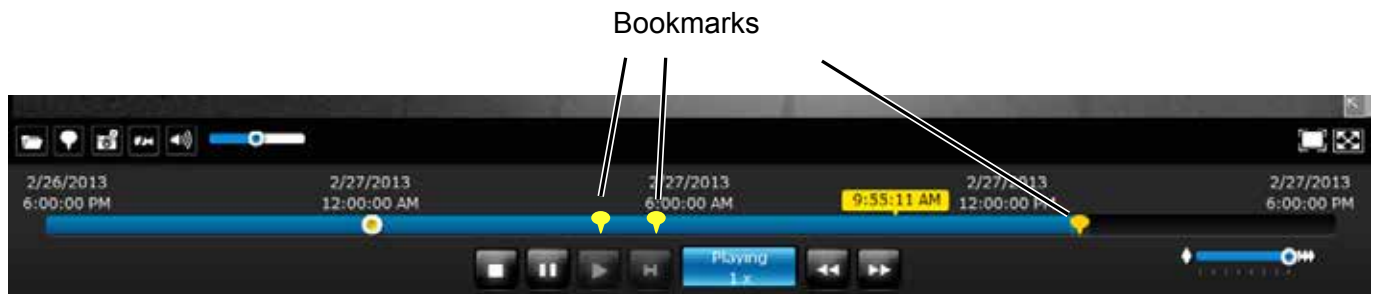 Bookmarks
2/26/2013
6:00:00 PM
2/27/2013
12:00:00 AM
2/27/2013
6:00:00 AM
9:55:11 AM
2/27/2013
12:00:00 PM
2/27/2013
6:00:00 PM
Playing
1 x